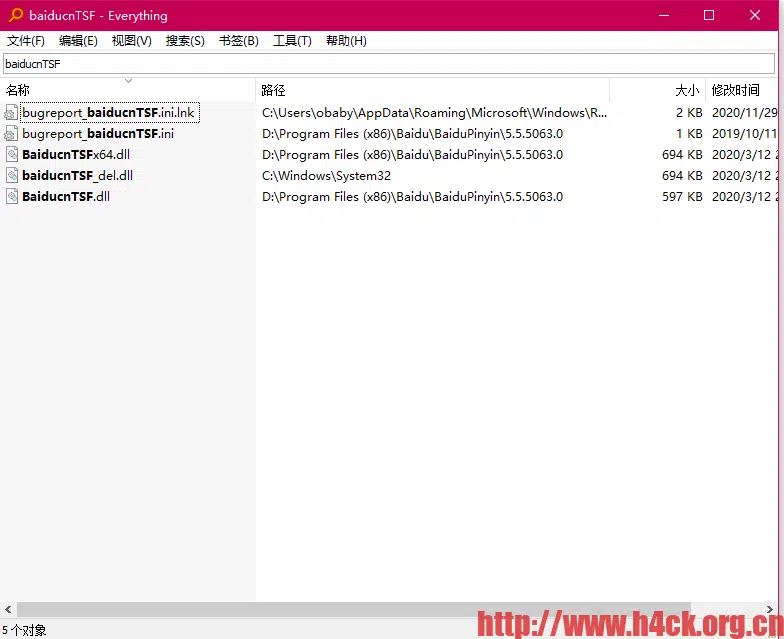 baiducnTSF - Everything
文件(F) 编辑(E) 视图(V) 搜索(S) 书签(B) 工具(T) 帮助(H)
baiducnTSF
名称 路径 大小 修改时间
bugreport_baiducnTSF.ini.lnk C:\Users\obaby\AppData\Roaming\Microsoft\Windows\R... 2 KB 2020/11/29
bugreport_baiducnTSF.ini D:\Program Files (x86)\Baidu\BaiduPinyin\5.5.5063.0 1 KB 2019/10/11
BaiducnTSFx64.dll D:\Program Files (x86)\Baidu\BaiduPinyin\5.5.5063.0 694 KB 2020/3/12 2
baiducnTSF_del.dll C:\Windows\System32 694 KB 2020/3/12 2
BaiducnTSF.dll D:\Program Files (x86)\Baidu\BaiduPinyin\5.5.5063.0 597 KB 2020/3/12 2
5 个对象
http://www.h4ck.org.cn